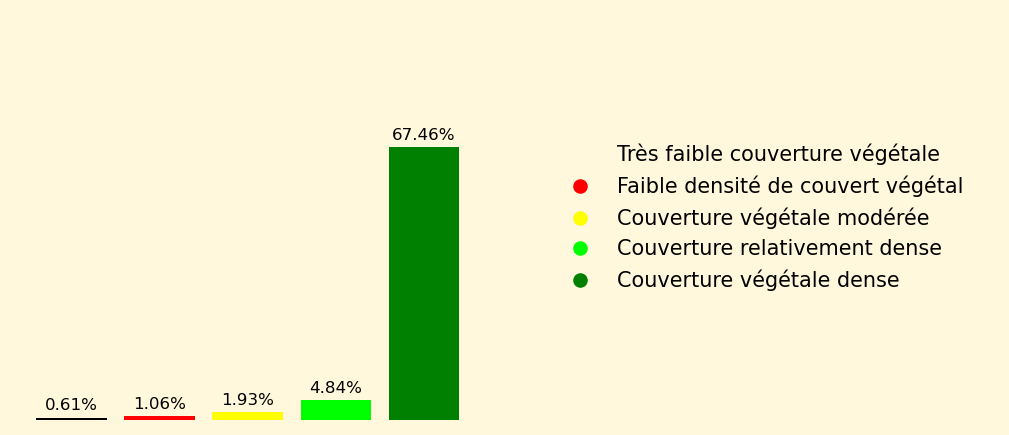 67.46%
4.84%
1.93%
1.06%
0.61%
Très faible couverture végétale
Faible densité de couvert végétal
Couverture végétale modérée
Couverture relativement dense
Couverture végétale dense